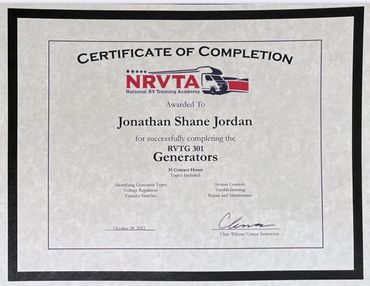 CERTIFICATE OF COMPLETION
NRVTA
National RV Training Academy
Awarded To
Jonathan Shane Jordan
for successfully completing the
RVTG 301
Generators
35 Contact Hours
Topics Included:
Identifying Generator Types
System Controls
Voltage Regulators
Troubleshooting
Transfer Switches
Repair and Maintenance
October 28, 2022
Course Instructor